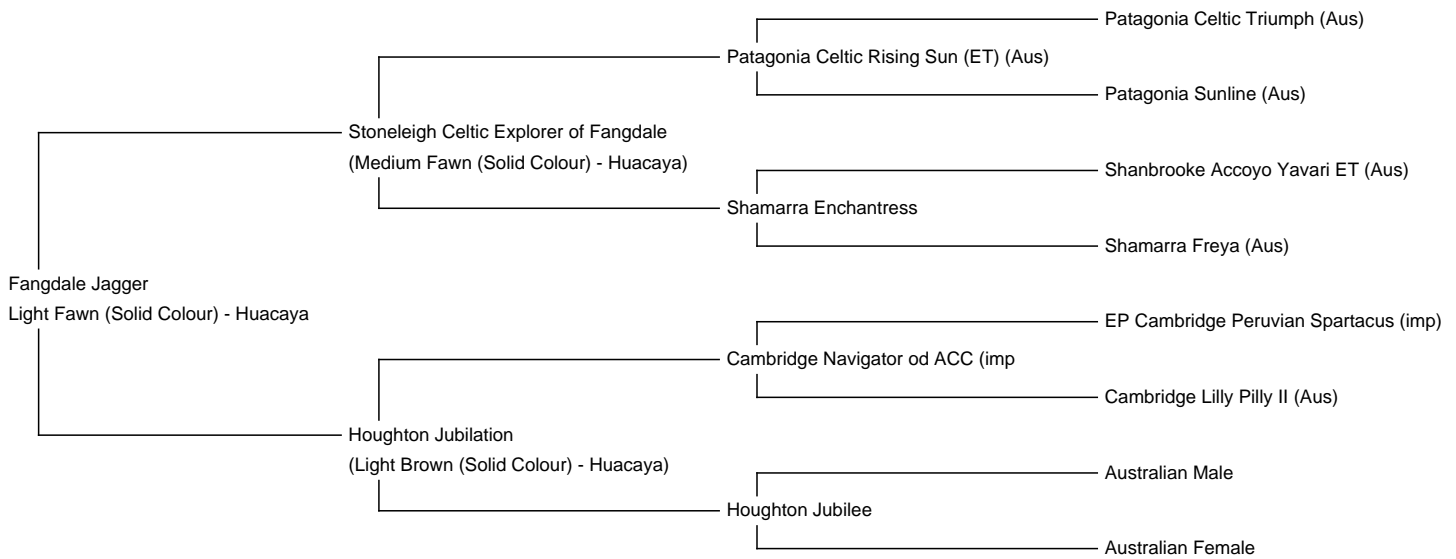 Patagonia Celtic Triumph (Aus)
Patagonia Celtic Rising Sun (ET) (Aus)
Patagonia Sunline (Aus)
Stoneleigh Celtic Explorer of Fangdale
(Medium Fawn (Solid Colour) - Huacaya)
Shanbrooke Accoyo Yavari ET (Aus)
Shamarra Enchantress
Shamarra Freya (Aus)
Fangdale Jagger
Light Fawn (Solid Colour) - Huacaya
EP Cambridge Peruvian Spartacus (imp)
Cambridge Navigator od ACC (imp
Cambridge Lilly Pilly II (Aus)
Houghton Jubilation
(Light Brown (Solid Colour) - Huacaya)
Australian Male
Houghton Jubilee
Australian Female